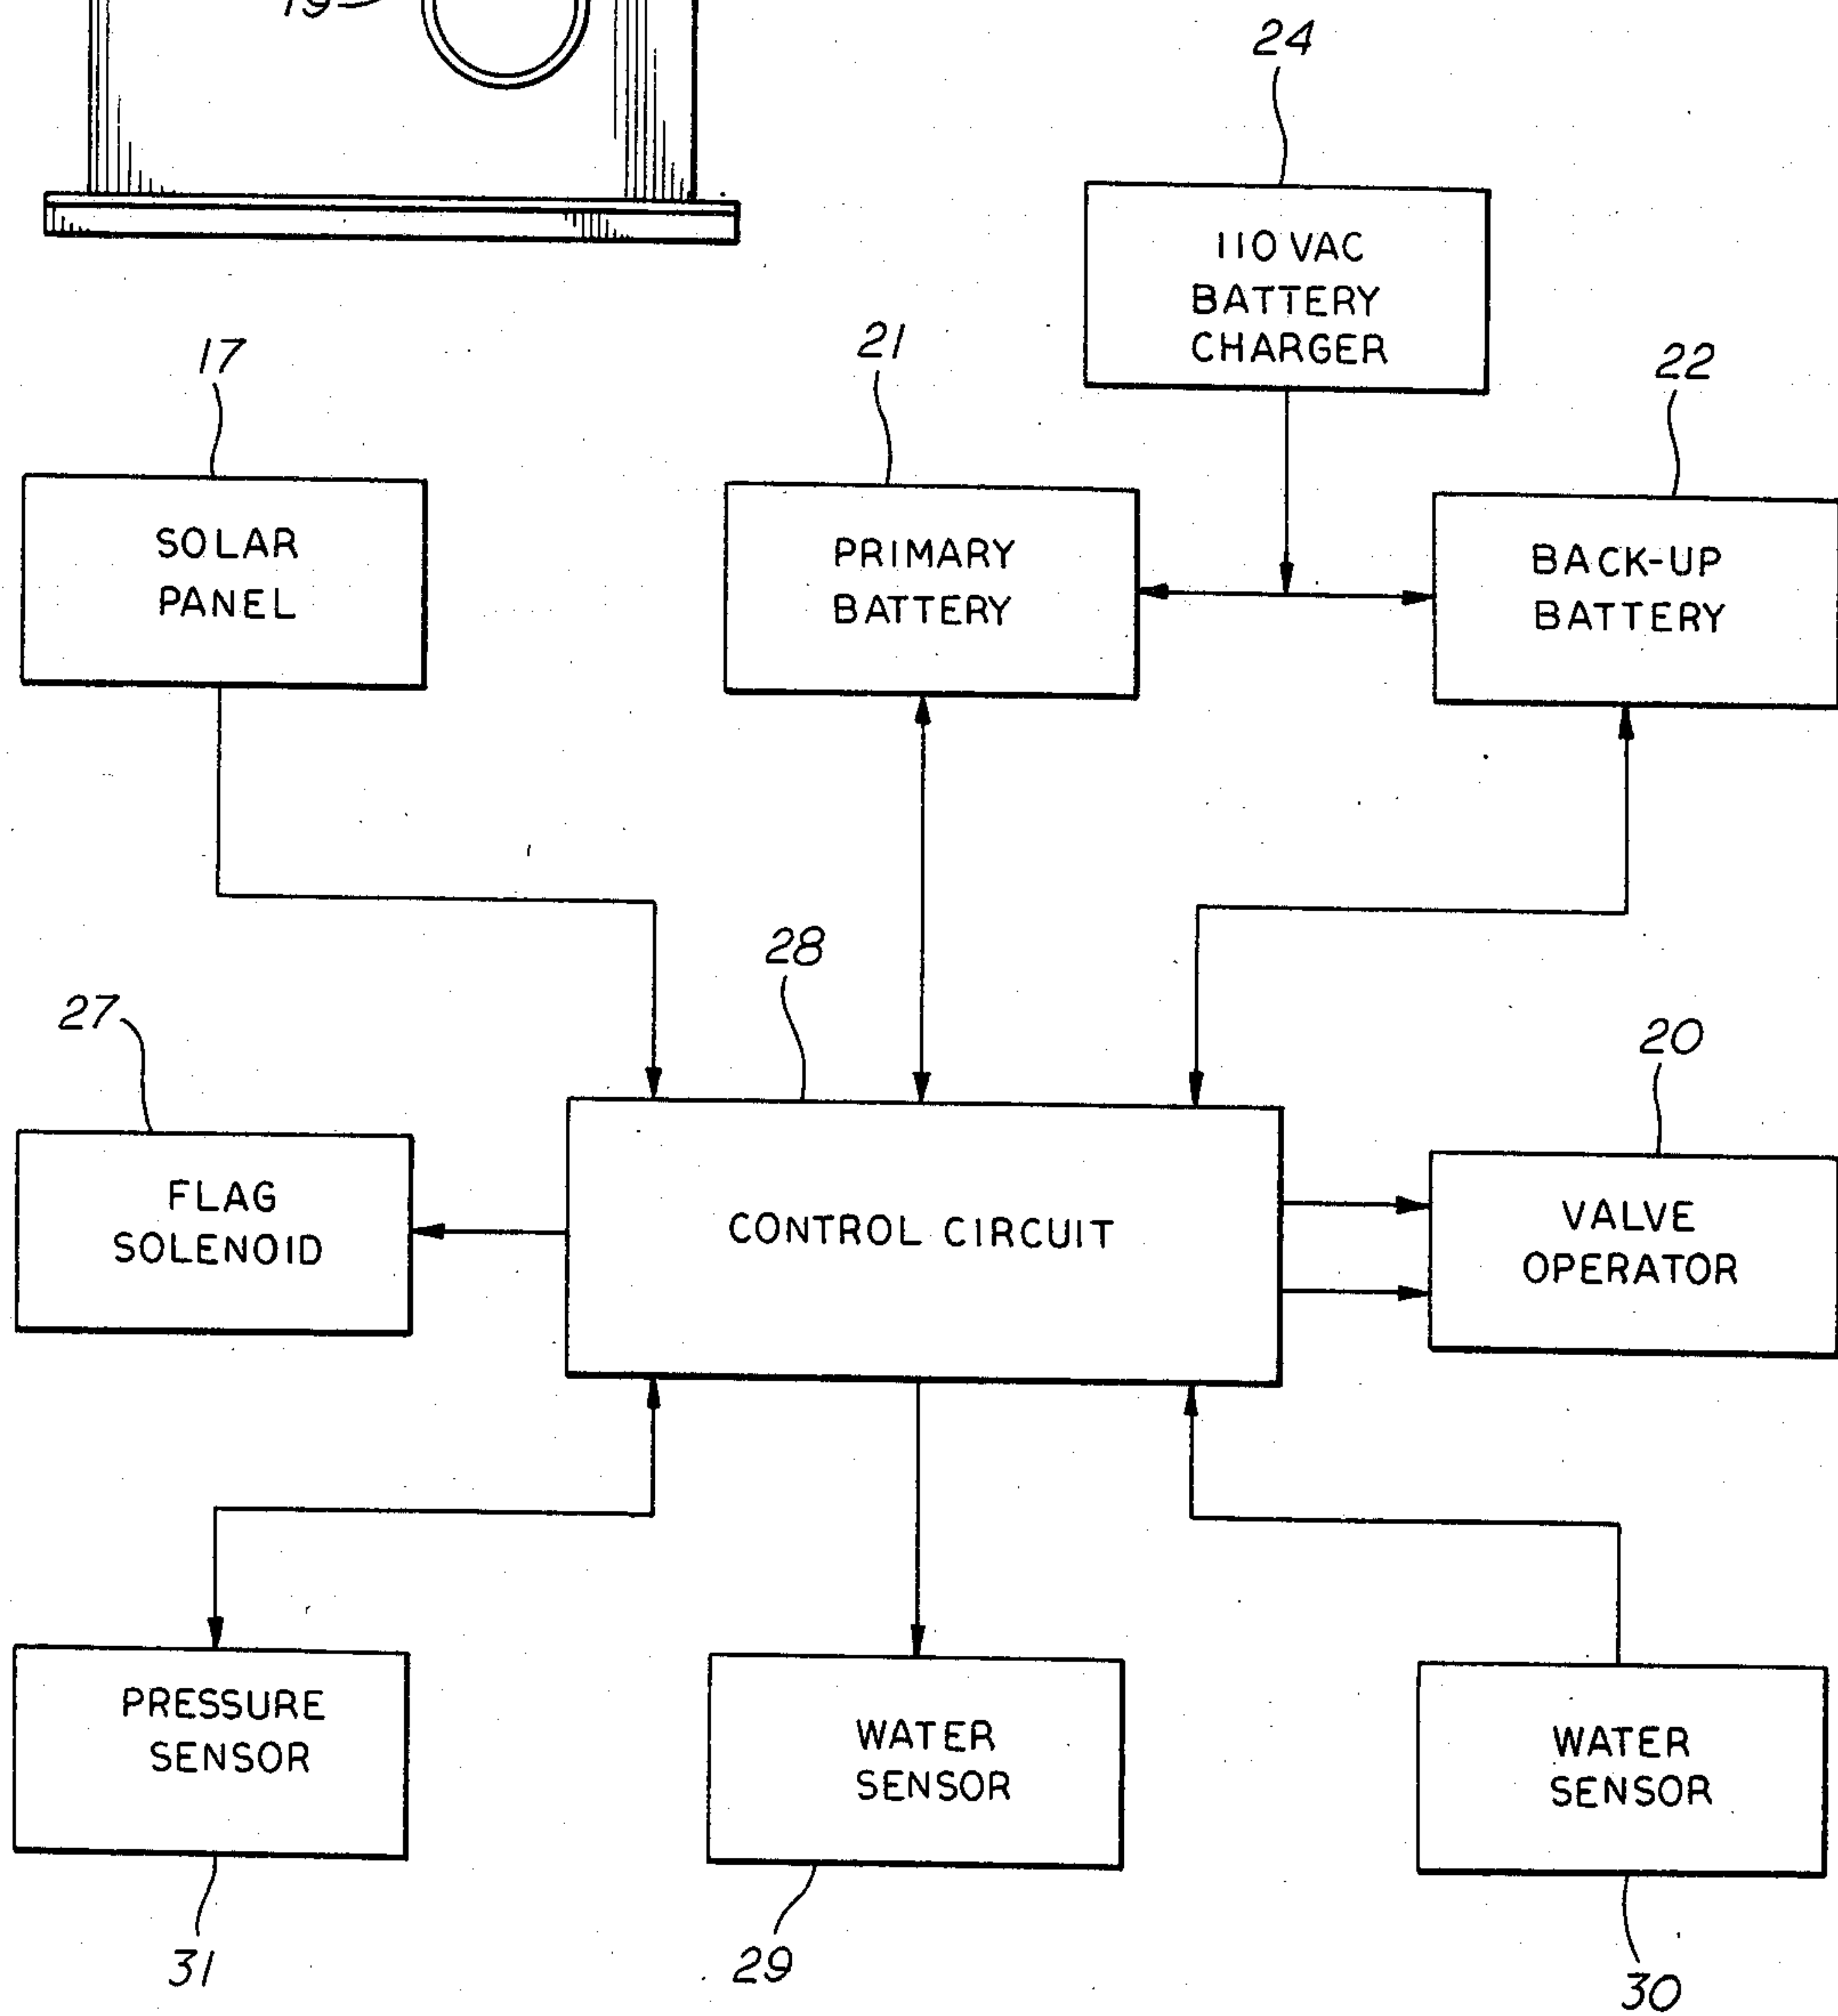 19
24
110 VAC
BATTERY
CHARGER
17
21
22
SOLAR
PANEL
PRIMARY
BATTERY
BACK-UP
BATTERY
28
27
20
FLAG
SOLENOID
CONTROL CIRCUIT
VALVE
OPERATOR
PRESSURE
SENSOR
WATER
SENSOR
WATER
SENSOR
31
29
30